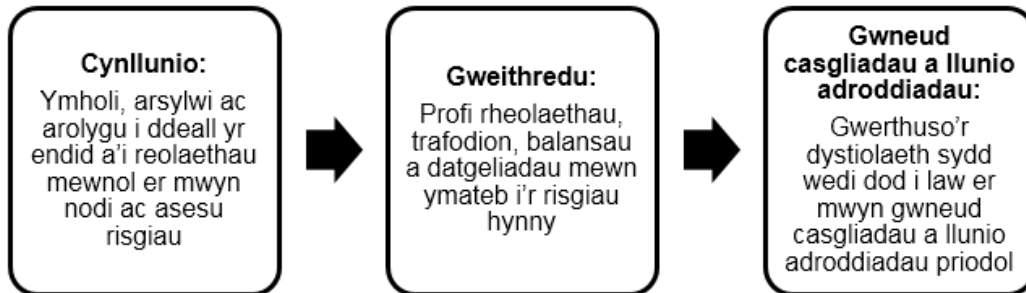 Cynllunio:
Ymholi, arsylwi ac
arolygu i ddeall yr
endid a'i reolaethau
mewnol er mwyn
nodi ac asesu
risgiau
Gweithredu:
Profi rheolaethau,
trafodion, balansau
a datgeliadau mewn
ymateb i'r risgiau
hynny
Gwneud
casgliadau a llunio
adroddiadau:
Gwerthuso'r
dystiolaeth sydd
wedi dod i law er
mwyn gwneud
casgliadau a llunio
adroddiadau priodol